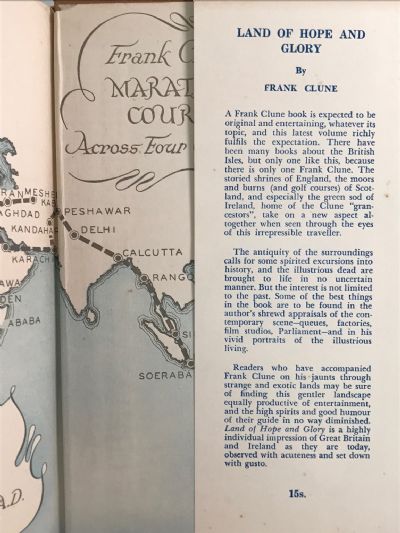 Frank
MARAT
COUR
Across Four
MESHE
KAB
AGHDAD
KANDAHA
KARACHI
PESHAWAR
DELHI
CALCUTTA
RANGO
ABABA
SI
SOERABA
A.D.
LAND OF HOPE AND
GLORY
By
FRANK CLUNE
A Frank Clune book is expected to be
original and entertaining, whatever its
topic, and this latest volume richly
fulfils the expectation. There have
been many books about the British
Isles, but only one like this, because
there is only one Frank Clune. The
storied shrines of England, the moors
and burns (and golf courses) of Scot-
land, and especially the green sod of
Ireland, home of the Clune "gran-
cestors", take on a new aspect al-
together when seen through the eyes
of this irrepressible traveller.
The antiquity of the surroundings
calls for some spirited excursions into
history, and the illustrious dead are
brought to life in no uncertain
manner. But the interest is not limited
to the past. Some of the best things
in the book are to be found in the
author's shrewd appraisals of the con-
temporary scene—queues, factories,
film studios, Parliament—and in his
vivid portraits of the illustrious
living.
Readers who have accompanied
Frank Clune on his jaunts through
strange and exotic lands may be sure
of finding this gentler landscape
equally productive of entertainment,
and the high spirits and good humour
of their guide in no way diminished.
Land of Hope and Glory is a highly
individual impression of Great Britain
and Ireland as they are today,
observed with acuteness and set down
with gusto.
15s.